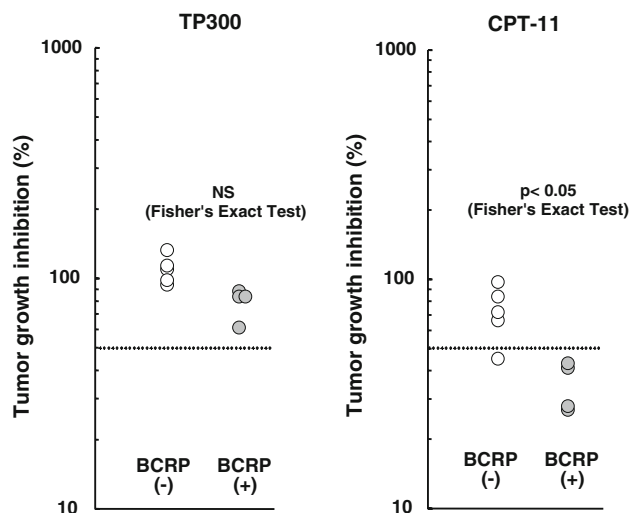 TP300
Tumor growth inhibition (%)
1000
100
10
NS
(Fisher's Exact Test)
BCRP
(-)
BCRP
(+)
CPT-11
Tumor growth inhibition (%)
1000
100
10
p< 0.05
(Fisher's Exact Test)
BCRP
(-)
BCRP
(+)